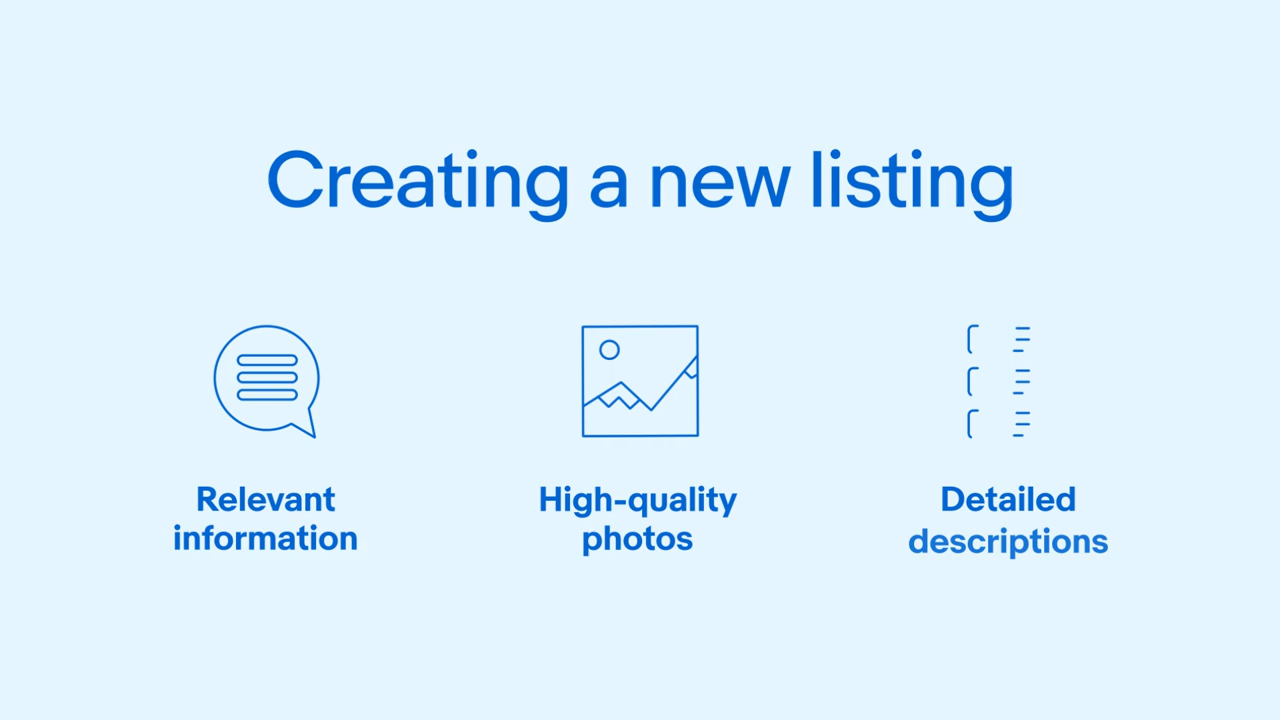 Creating a new listing
Relevant
information
High-quality
photos
Detailed
descriptions